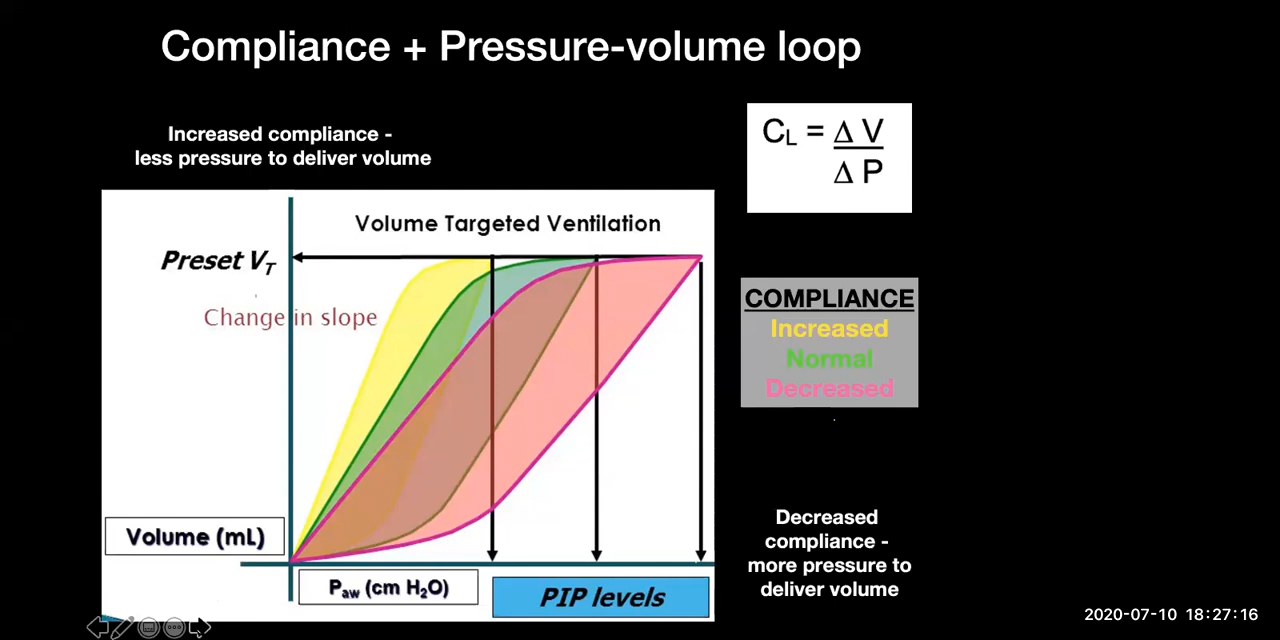 Compliance + Pressure-volume loop
Increased compliance -
less pressure to deliver volume
C_L = Δ V
Δ P
Volume Targeted Ventilation
Preset V_T
Change in slope
COMPLIANCE
Increased
Normal
Decreased
Volume (mL)
P_aw (cm H₂O)
PIP levels
Decreased
compliance -
more pressure to
deliver volume
2020-07-10 18:27:16